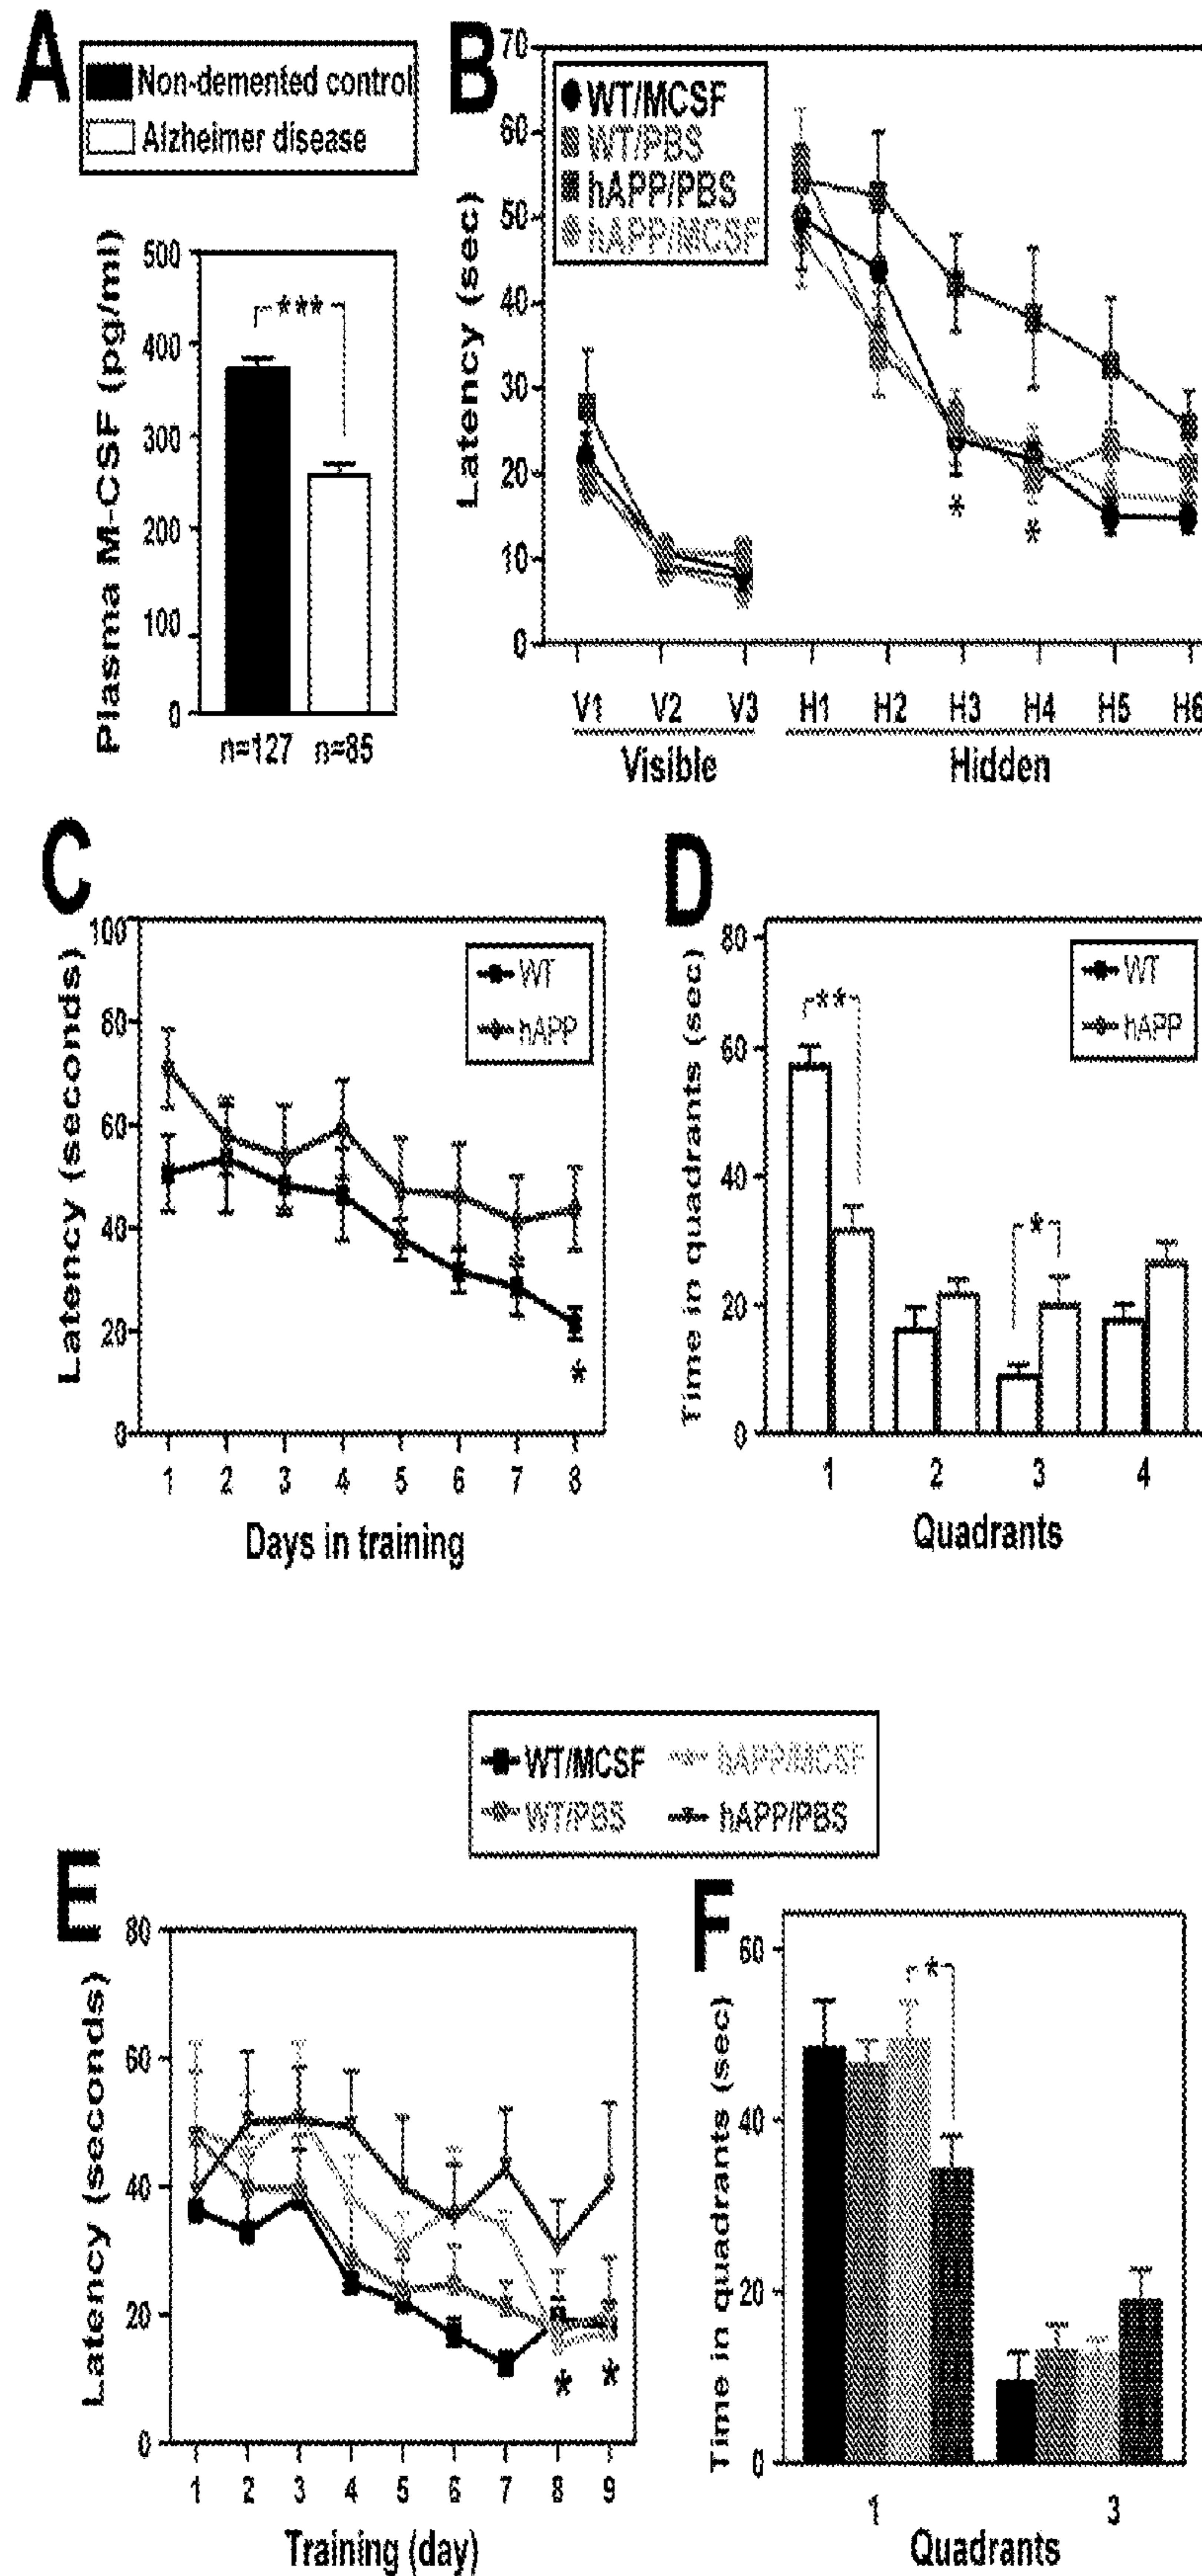 A
Non-demented control
Alzheimer disease
Plasma M-CSF (pg/ml)
500
400
300
200
100
0
***
n=127 n=85
B
WT/MCSF
WT/PBS
hAPP/PBS
hAPP/MCSF
Latency (sec)
70
60
50
40
30
20
10
0
*
*
V1 V2 V3 H1 H2 H3 H4 H5 H6
Visible Hidden
C
WT
hAPP
Latency (seconds)
100
80
60
40
20
0
*
1 2 3 4 5 6 7 8
Days in training
D
WT
hAPP
Time in quadrants (sec)
80
60
40
20
0
**
*
1 2 3 4
Quadrants
WT/MCSF hAPP/MCSF
WT/PBS hAPP/PBS
E
Latency (seconds)
80
60
40
20
0
* *
1 2 3 4 5 6 7 8 9
Training (day)
F
Time in quadrants (sec)
60
40
20
0
*
1 3
Quadrants